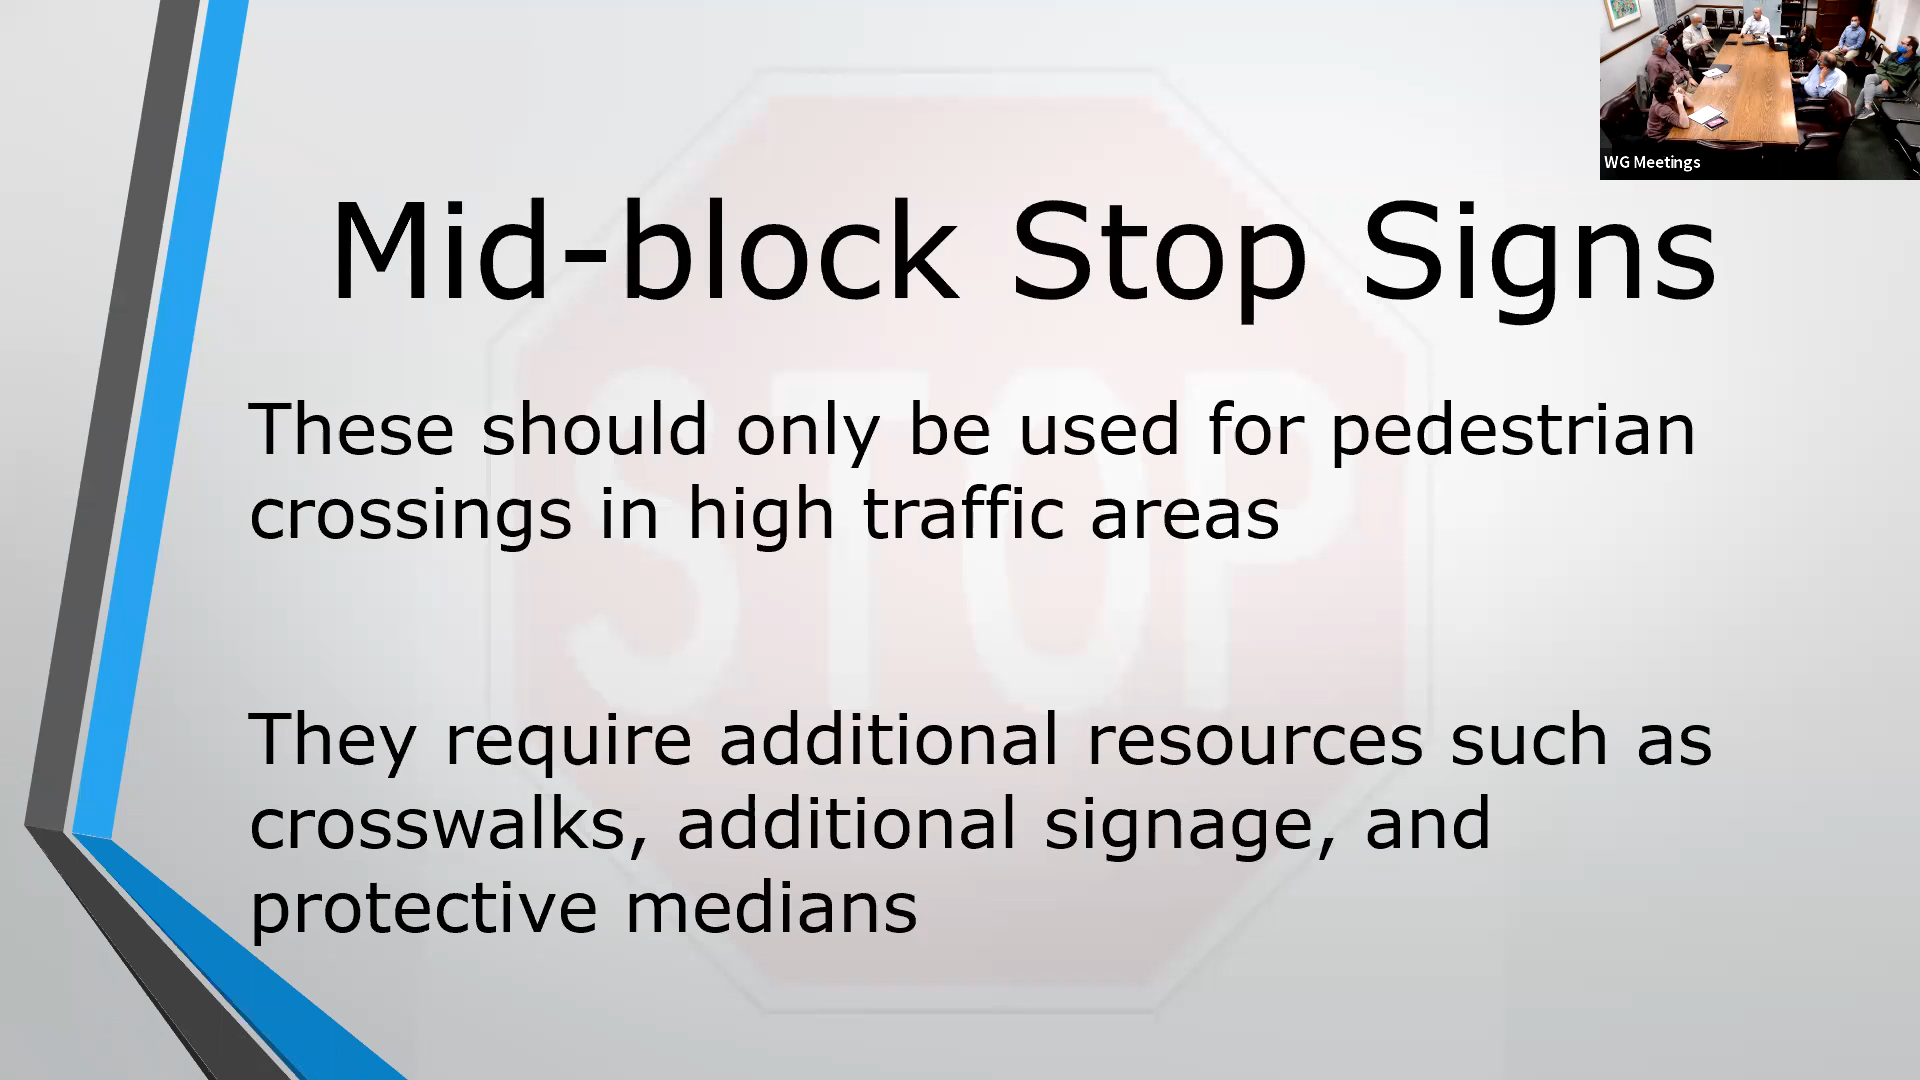 WG Meetings
Mid-block Stop Signs
These should only be used for pedestrian
crossings in high traffic areas
They require additional resources such as
crosswalks, additional signage, and
protective medians
STOP